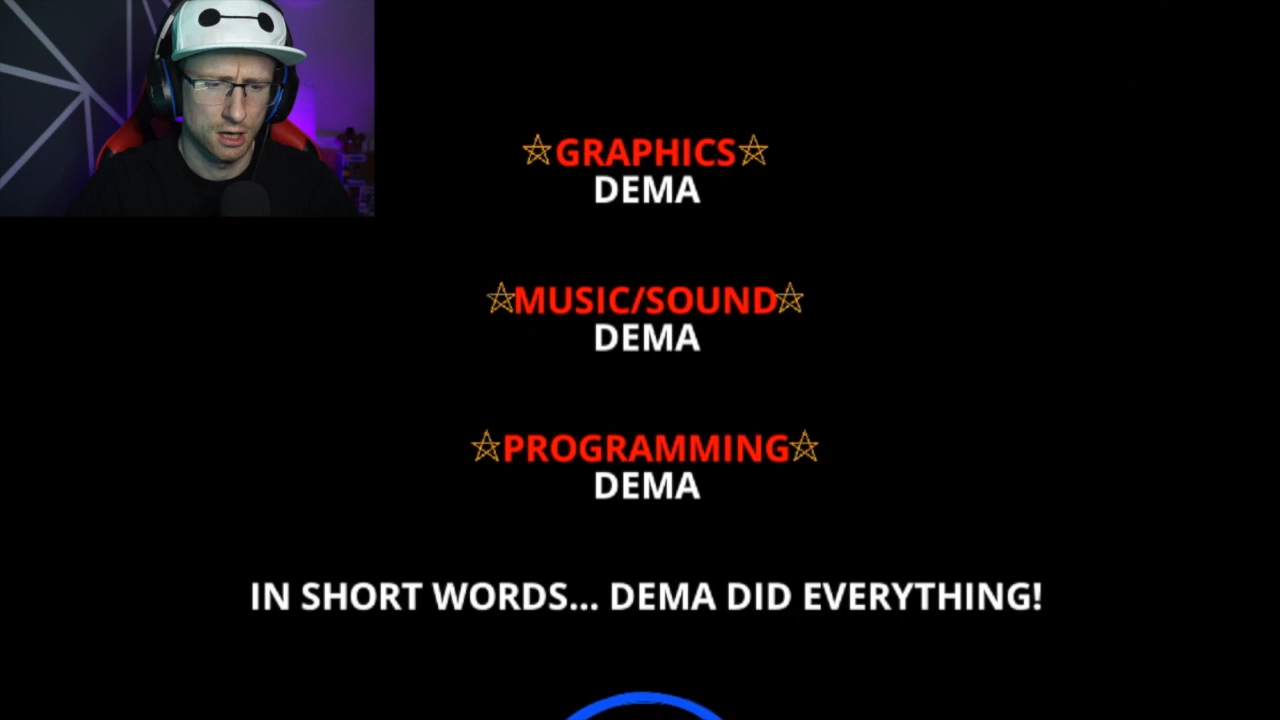 GRAPHICS
DEMA
MUSIC/SOUND
DEMA
PROGRAMMING
DEMA
IN SHORT WORDS... DEMA DID EVERYTHING!